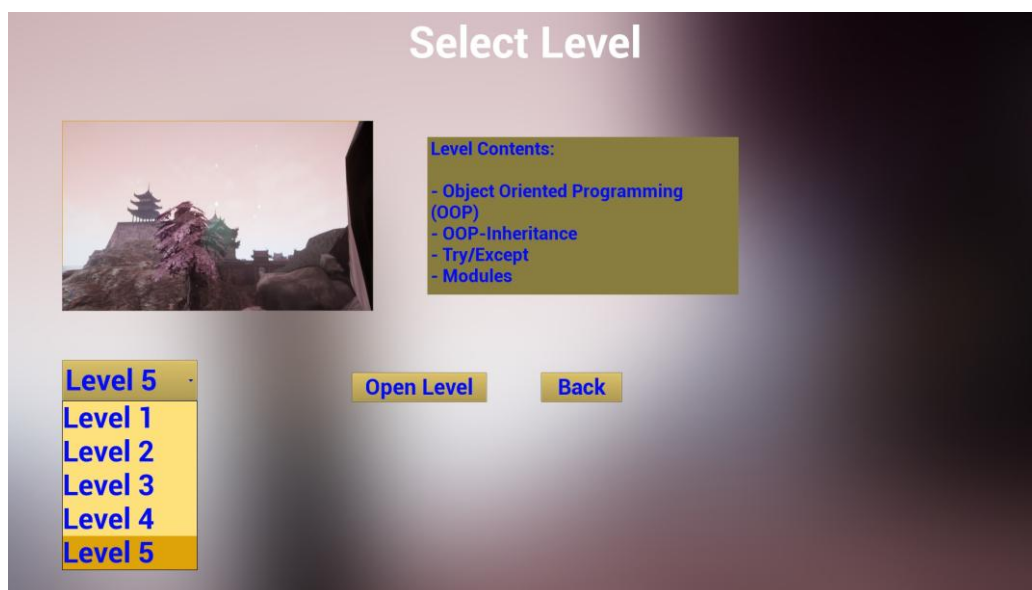 Select Level
Level Contents:
- Object Oriented Programming
(OOP)
- OOP-Inheritance
- Try/Except
- Modules
Level 5
Open Level
Back
Level 1
Level 2
Level 3
Level 4
Level 5